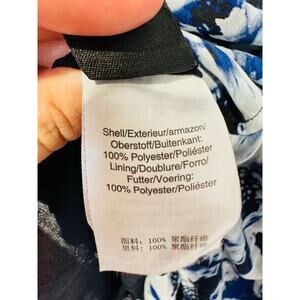 Shell/Exterieur/armazon/
Oberstoff/Buitenkant:
100% Polyester/Poliéster
Lining/Doublure/Forro/
Futter/Voering:
100% Polyester/Poliéster
面料: 100% 聚酯纤维
里料: 100% 聚酯纤维